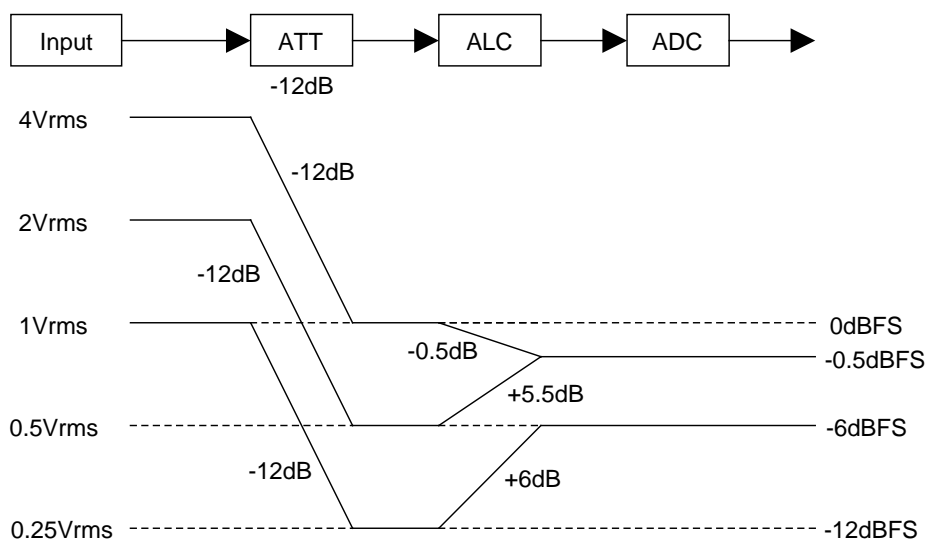 Input
ATT
ALC
ADC
-12dB
4Vrms
-12dB
2Vrms
-12dB
1Vrms
0dBFS
-0.5dB
-0.5dBFS
+5.5dB
0.5Vrms
-6dBFS
-12dB
+6dB
0.25Vrms
-12dBFS